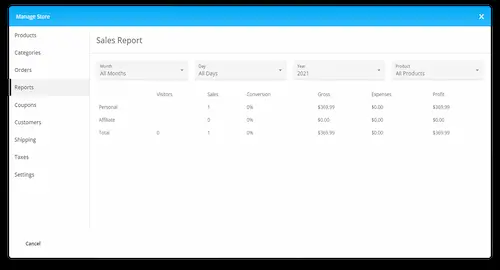 Manage Store
X
Products
Categories
Orders
Reports
Coupons
Customers
Shipping
Taxes
Settings
Cancel
Sales Report
Month
All Months
Day
All Days
Year
2021
Product
All Products
Visitors Sales Conversion Gross Expenses Profit
Personal 1 0% $369.99 $0.00 $369.99
Affiliate 0 0% $0.00 $0.00 $0.00
Total 0 1 0% $369.99 $0.00 $369.99